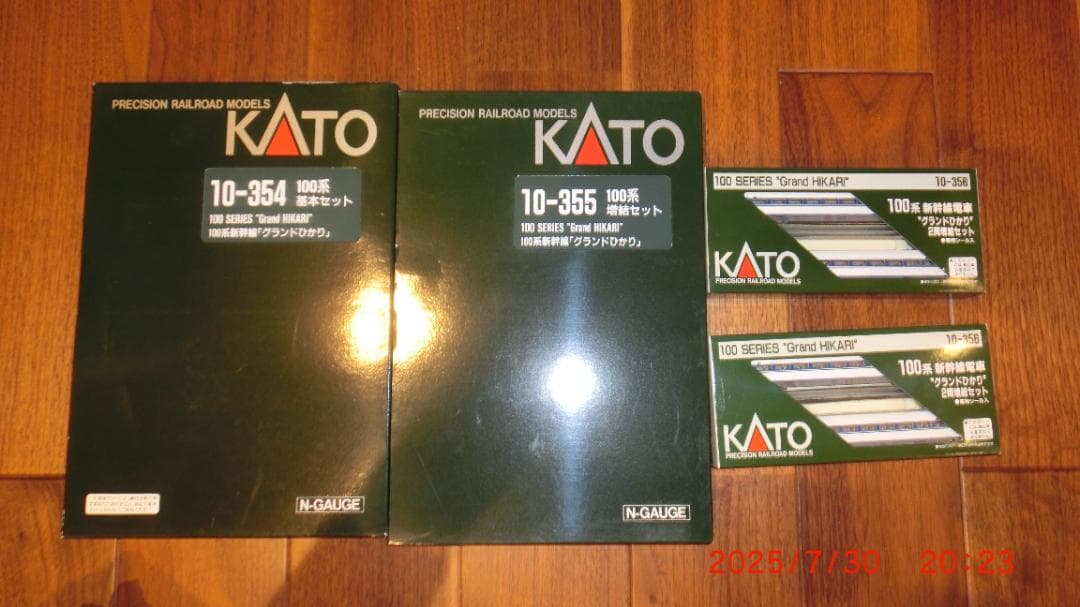 PRECISION RAILROAD MODELS
KATO
10-354 100系 基本セット
100 SERIES "Grand HIKARI"
100系新幹線「グランドひかり」
N-GAUGE
PRECISION RAILROAD MODELS
KATO
10-355 100系 増結セット
100 SERIES "Grand HIKARI"
100系新幹線「グランドひかり」
N-GAUGE
100 SERIES "Grand HIKARI" 10-356
100系 新幹線電車
"グランドひかり"
2両増結セット
KATO
PRECISION RAILROAD MODELS
100 SERIES "Grand HIKARI" 10-356
100系 新幹線電車
"グランドひかり"
2両増結セット
KATO
PRECISION RAILROAD MODELS
2025/7/30 20:23